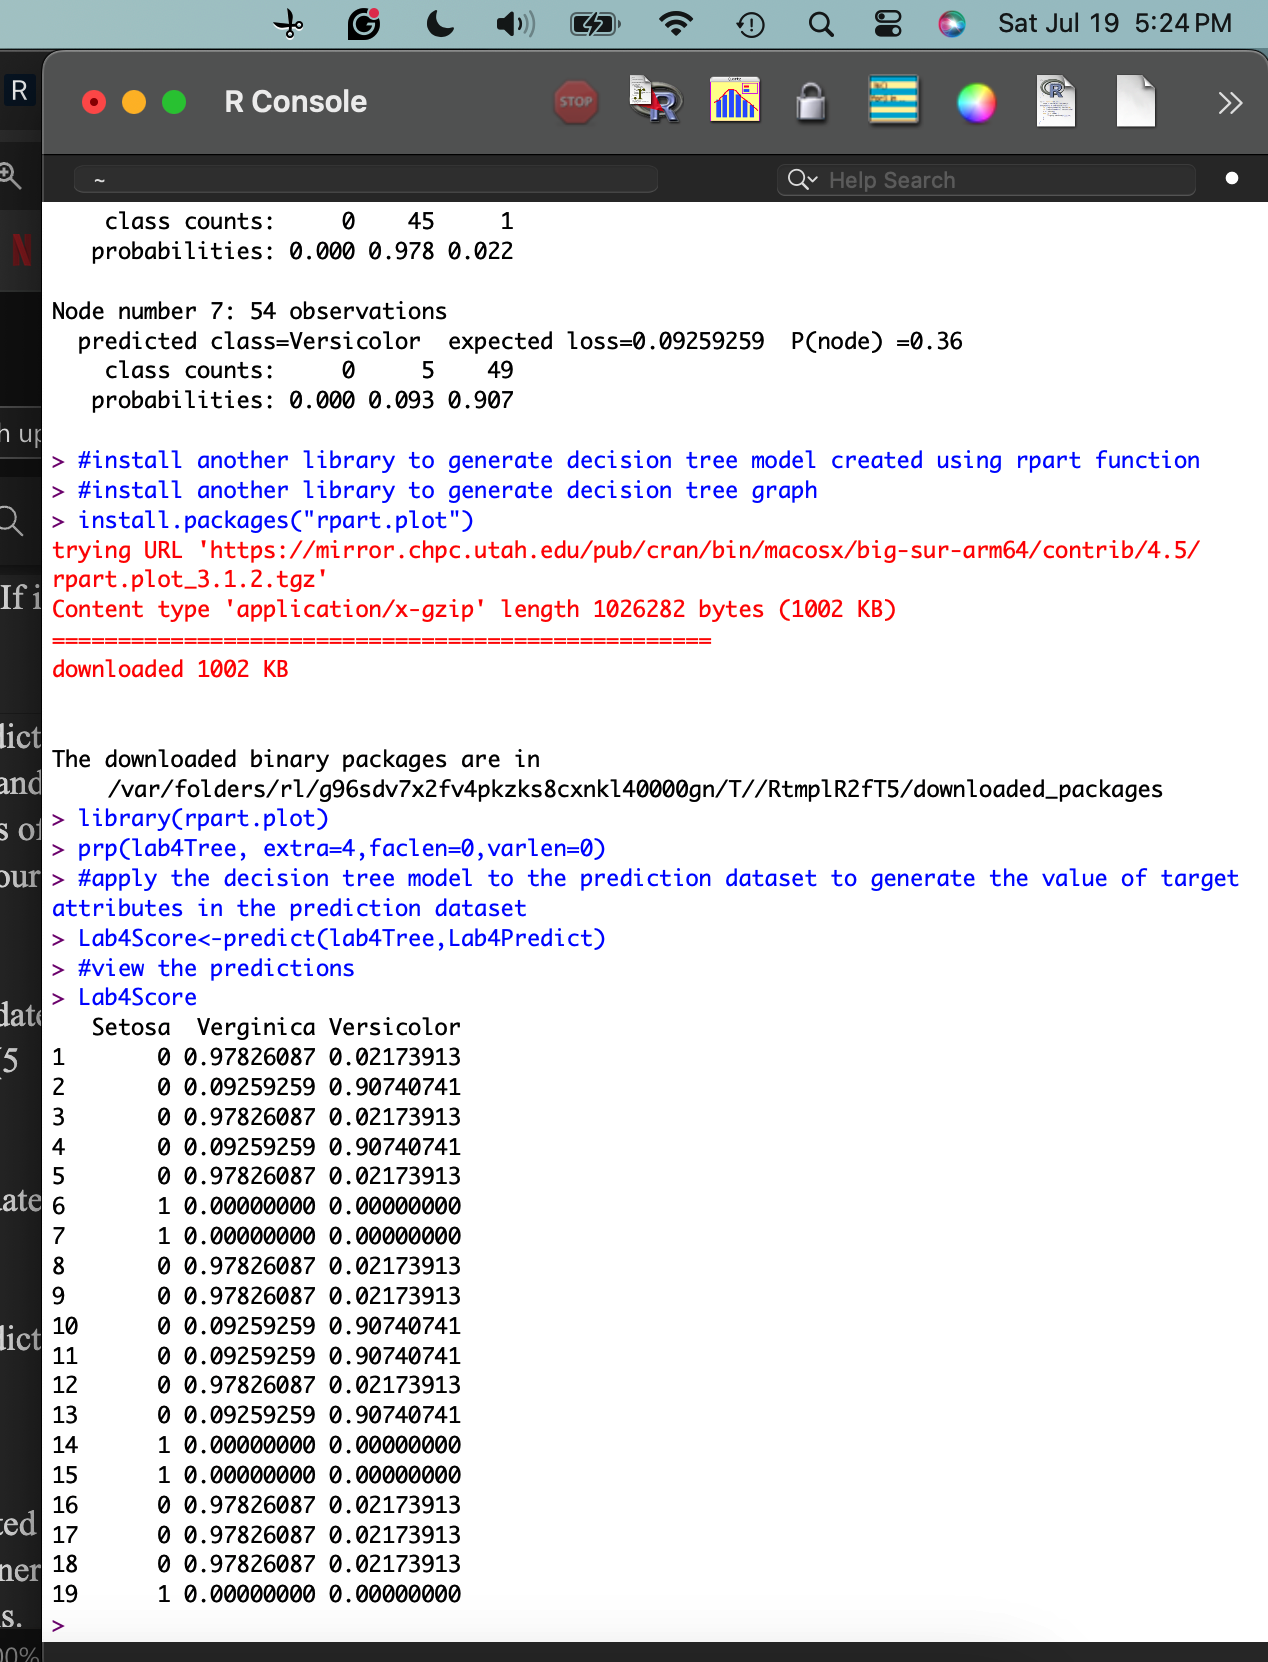 Sat Jul 19 5:24 PM
R
R Console
STOP
~
Help Search
class counts: 0 45 1
probabilities: 0.000 0.978 0.022
Node number 7: 54 observations
predicted class=Versicolor expected loss=0.09259259 P(node) =0.36
class counts: 0 5 49
probabilities: 0.000 0.093 0.907
> #install another library to generate decision tree model created using rpart function
> #install another library to generate decision tree graph
> install.packages("rpart.plot")
trying URL 'https://mirror.chpc.utah.edu/pub/cran/bin/macosx/big-sur-arm64/contrib/4.5/
rpart.plot_3.1.2.tgz'
Content type 'application/x-gzip' length 1026282 bytes (1002 KB)
==================================================
downloaded 1002 KB
The downloaded binary packages are in
/var/folders/rl/g96sdv7x2fv4pkzks8cxnkl40000gn/T//RtmplR2fT5/downloaded_packages
> library(rpart.plot)
> prp(lab4Tree, extra=4,faclen=0,varlen=0)
> #apply the decision tree model to the prediction dataset to generate the value of target
attributes in the prediction dataset
> Lab4Score<-predict(lab4Tree,Lab4Predict)
> #view the predictions
> Lab4Score
Setosa Verginica Versicolor
1 0 0.97826087 0.02173913
2 0 0.09259259 0.90740741
3 0 0.97826087 0.02173913
4 0 0.09259259 0.90740741
5 0 0.97826087 0.02173913
6 1 0.00000000 0.00000000
7 1 0.00000000 0.00000000
8 0 0.97826087 0.02173913
9 0 0.97826087 0.02173913
10 0 0.09259259 0.90740741
11 0 0.09259259 0.90740741
12 0 0.97826087 0.02173913
13 0 0.09259259 0.90740741
14 1 0.00000000 0.00000000
15 1 0.00000000 0.00000000
16 0 0.97826087 0.02173913
17 0 0.97826087 0.02173913
18 0 0.97826087 0.02173913
19 1 0.00000000 0.00000000
>